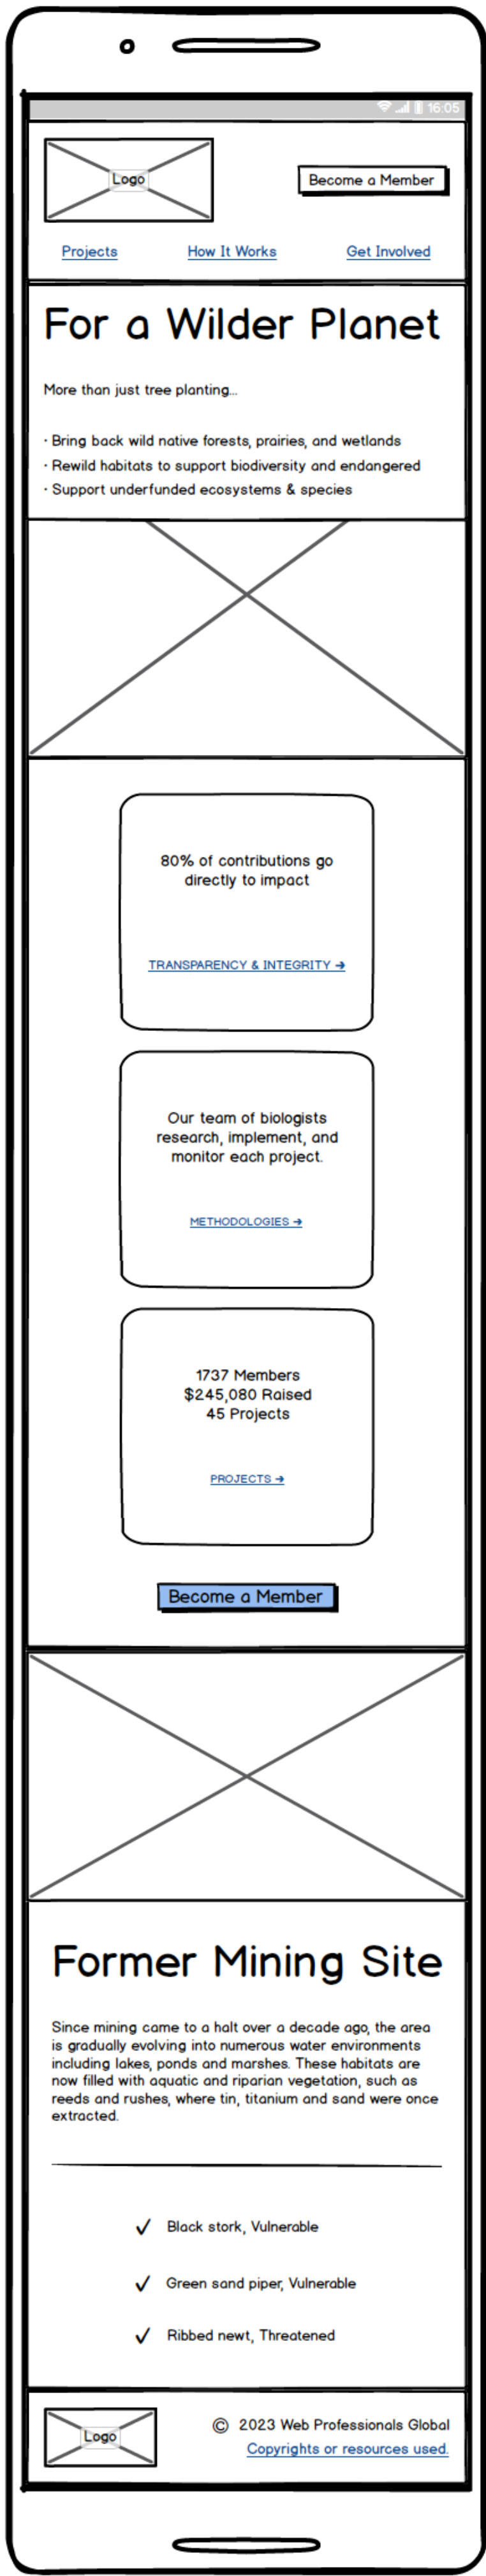 16:05
Logo
Become a Member
Projects
How It Works
Get Involved
For a Wilder Planet
More than just tree planting...
· Bring back wild native forests, prairies, and wetlands
· Rewild habitats to support biodiversity and endangered
· Support underfunded ecosystems & species
80% of contributions go
directly to impact
TRANSPARENCY & INTEGRITY →
Our team of biologists
research, implement, and
monitor each project.
METHODOLOGIES →
1737 Members
$245,080 Raised
45 Projects
PROJECTS →
Become a Member
Former Mining Site
Since mining came to a halt over a decade ago, the area
is gradually evolving into numerous water environments
including lakes, ponds and marshes. These habitats are
now filled with aquatic and riparian vegetation, such as
reeds and rushes, where tin, titanium and sand were once
extracted.
✓ Black stork, Vulnerable
✓ Green sand piper, Vulnerable
✓ Ribbed newt, Threatened
Logo
© 2023 Web Professionals Global
Copyrights or resources used.